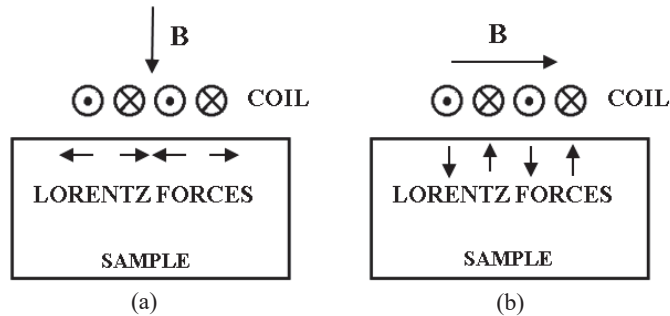 B
COIL
LORENTZ FORCES
SAMPLE
(a)
B
COIL
LORENTZ FORCES
SAMPLE
(b)